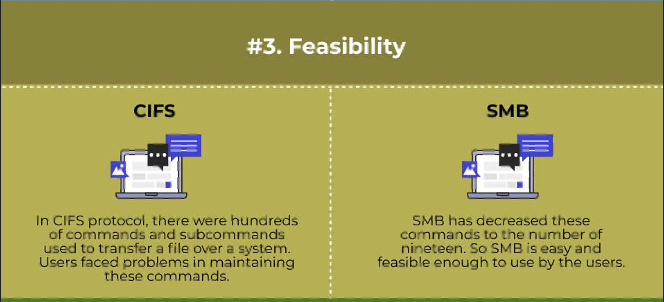 #3. Feasibility
CIFS
In CIFS protocol, there were hundreds
of commands and subcommands
used to transfer a file over a system.
Users faced problems in maintaining
these commands.
SMB
SMB has decreased these
commands to the number of
nineteen. So SMB is easy and
feasible enough to use by the users.